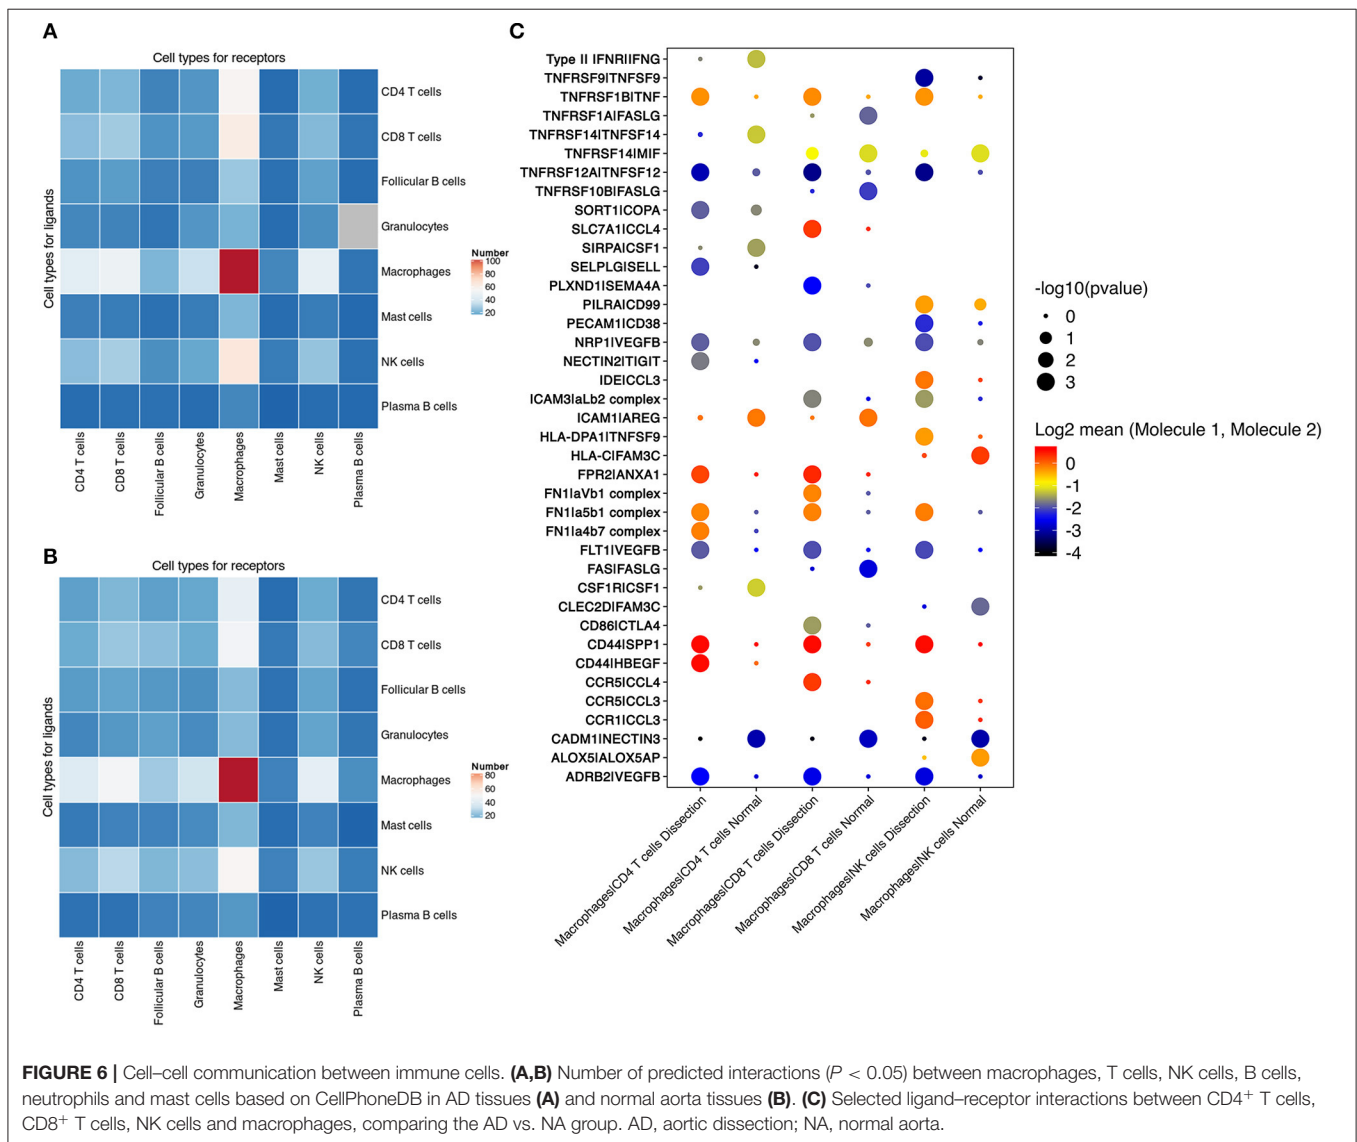 A
Cell types for receptors
CD4 T cells
CD8 T cells
Follicular B cells
Granulocytes
Macrophages
Mast cells
NK cells
Plasma B cells
Cell types for ligands
Number
100
80
60
40
20
CD4 T cells
CD8 T cells
Follicular B cells
Granulocytes
Macrophages
Mast cells
NK cells
Plasma B cells
B
Cell types for receptors
CD4 T cells
CD8 T cells
Follicular B cells
Granulocytes
Macrophages
Mast cells
NK cells
Plasma B cells
Cell types for ligands
Number
80
60
40
20
CD4 T cells
CD8 T cells
Follicular B cells
Granulocytes
Macrophages
Mast cells
NK cells
Plasma B cells
C
Type II IFNR|IFNG
TNFRSF9|TNFSF9
TNFRSF1B|TNF
TNFRSF1A|FASLG
TNFRSF14|TNFSF14
TNFRSF14|MIF
TNFRSF12A|TNFSF12
TNFRSF10B|FASLG
SORT1|COPA
SLC7A1|CCL4
SIRPA|CSF1
SELPLG|SELL
PLXND1|SEMA4A
PILRA|CD99
PECAM1|CD38
NRP1|VEGFB
NECTIN2|TIGIT
IDE|CCL3
ICAM3|aLb2 complex
ICAM1|AREG
HLA-DPA1|TNFSF9
HLA-C|FAM3C
FPR2|ANXA1
FN1|aVb1 complex
FN1|a5b1 complex
FN1|a4b7 complex
FLT1|VEGFB
FAS|FASLG
CSF1R|CSF1
CLEC2D|FAM3C
CD86|CTLA4
CD44|SPP1
CD44|HBEGF
CCR5|CCL4
CCR5|CCL3
CCR1|CCL3
CADM1|NECTIN3
ALOX5|ALOX5AP
ADRB2|VEGFB
Macrophages|CD4 T cells Dissection
Macrophages|CD4 T cells Normal
Macrophages|CD8 T cells Dissection
Macrophages|CD8 T cells Normal
Macrophages|NK cells Dissection
Macrophages|NK cells Normal
-log10(pvalue)
0
1
2
3
Log2 mean (Molecule 1, Molecule 2)
0
-1
-2
-3
-4
FIGURE 6 | Cell–cell communication between immune cells. (A,B) Number of predicted interactions (P < 0.05) between macrophages, T cells, NK cells, B cells,
neutrophils and mast cells based on CellPhoneDB in AD tissues (A) and normal aorta tissues (B). (C) Selected ligand–receptor interactions between CD4+ T cells,
CD8+ T cells, NK cells and macrophages, comparing the AD vs. NA group. AD, aortic dissection; NA, normal aorta.